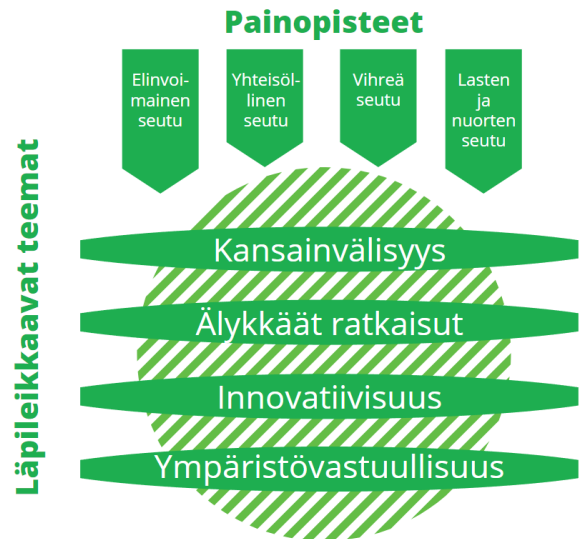 Painopisteet
Elinvoi-
mainen
seutu
Yhteisöl-
linen
seutu
Vihreä
seutu
Lasten
ja
nuorten
seutu
Läpileikkaavat teemat
Kansainvälisyys
Älykkäät ratkaisut
Innovatiivisuus
Ympäristövastuullisuus